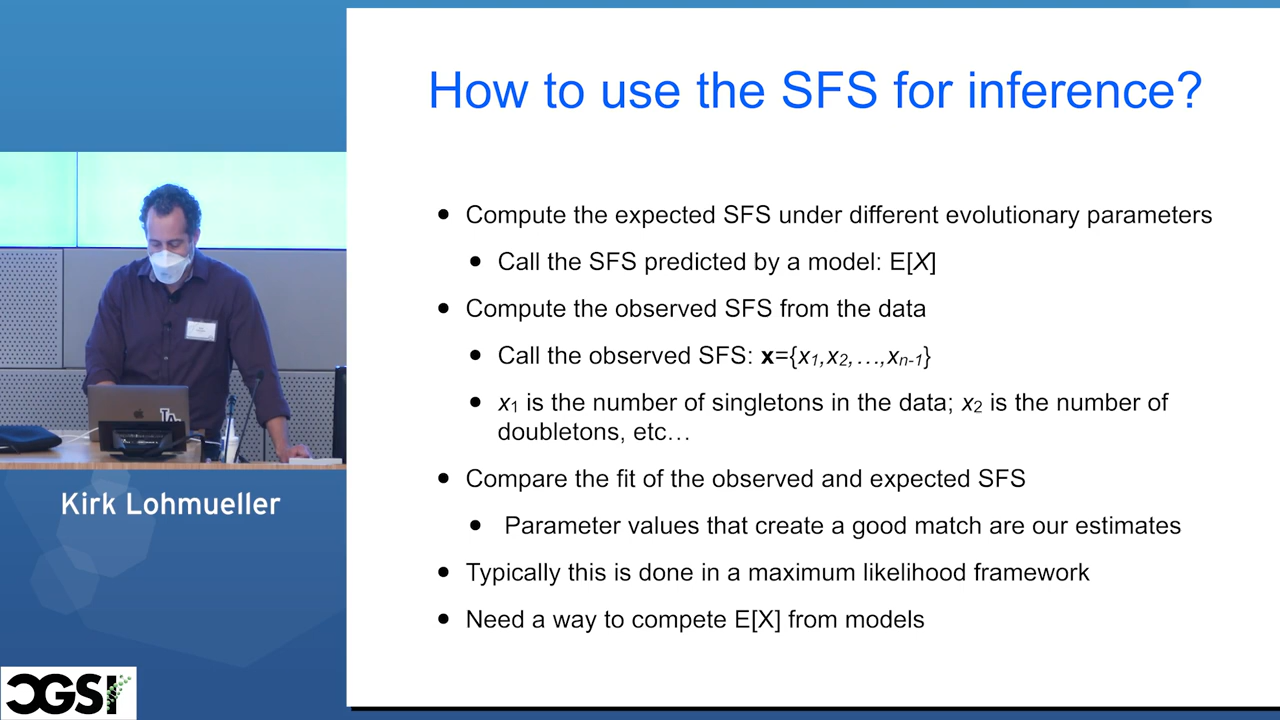 How to use the SFS for inference?
● Compute the expected SFS under different evolutionary parameters
● Call the SFS predicted by a model: E[X]
● Compute the observed SFS from the data
● Call the observed SFS: x={x1,x2,…,xn-1}
● x1 is the number of singletons in the data; x2 is the number of
doubletons, etc…
● Compare the fit of the observed and expected SFS
● Parameter values that create a good match are our estimates
● Typically this is done in a maximum likelihood framework
● Need a way to compete E[X] from models
LA
Kirk Lohmueller
CGSI